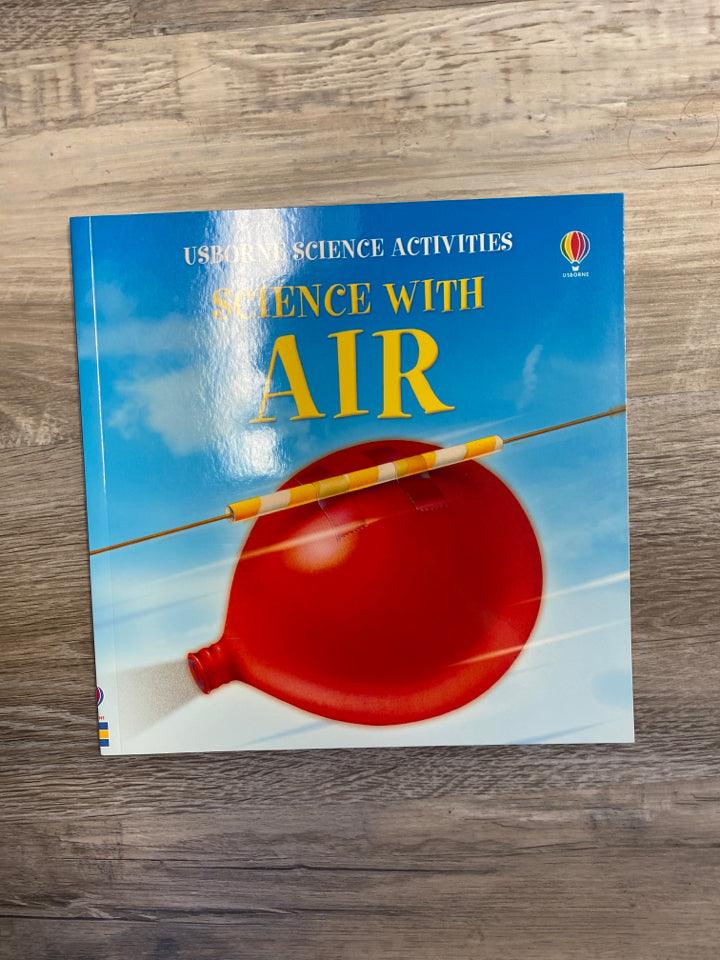 USBORNE SCIENCE ACTIVITIES
USBORNE
SCIENCE WITH
AIR